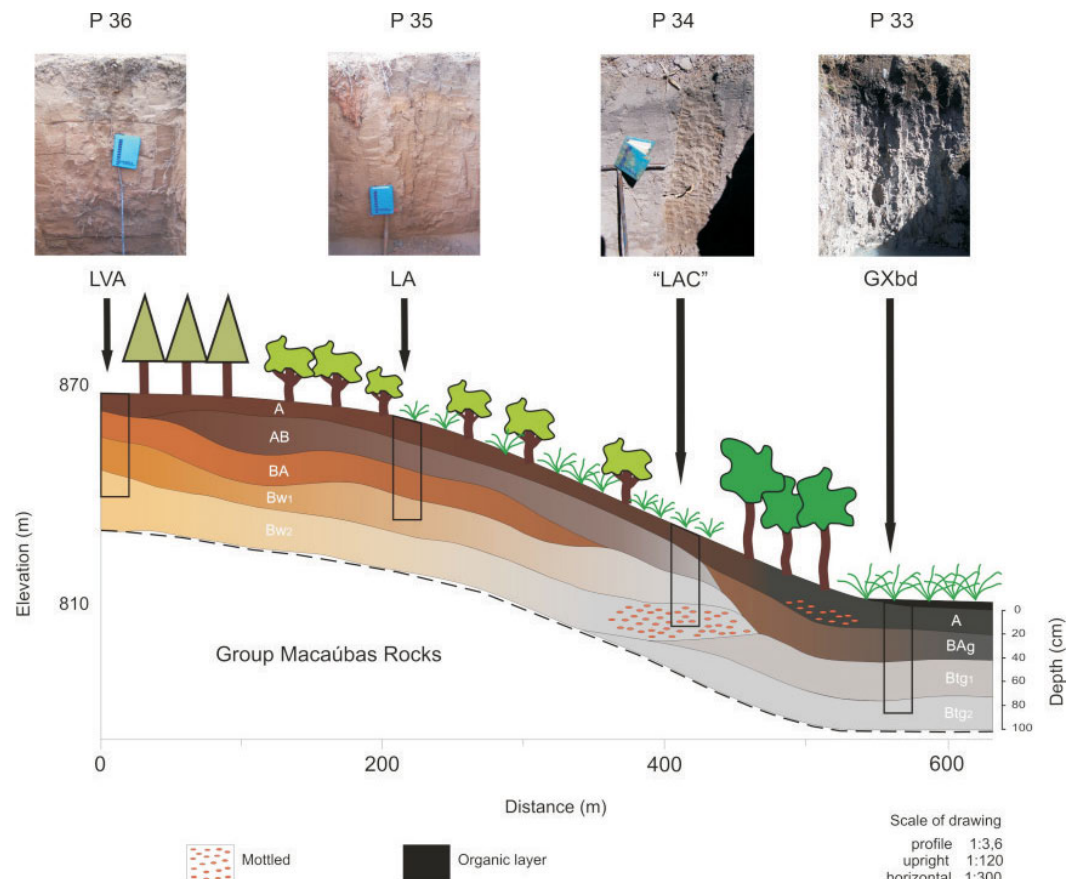 P 36 P 35 P 34 P 33
LVA LA “LAC” GXbd
870
A
AB
BA
Bw1
Bw2
810
Elevation (m)
Group Macaúbas Rocks
A
BAg
Btg1
Btg2
0
20
40
60
80
100
Depth (cm)
0 200 400 600
Distance (m)
Mottled
Organic layer
Scale of drawing
profile 1:3,6
upright 1:120
horizontal 1:300